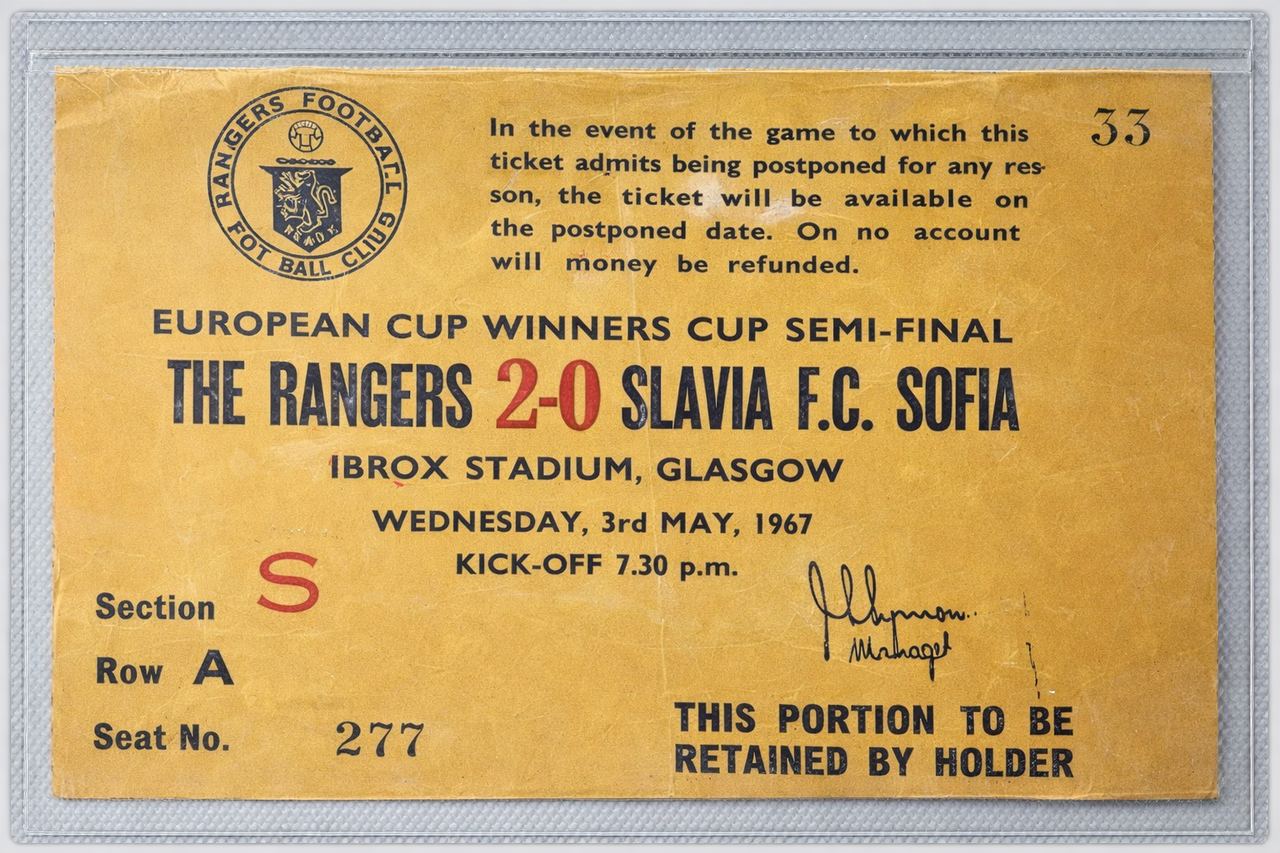 RANGERS FOOTBALL
FOT BALL CLIUG
READY
33
In the event of the game to which this
ticket admits being postponed for any res-
son, the ticket will be available on
the postponed date. On no account
will money be refunded.
EUROPEAN CUP WINNERS CUP SEMI-FINAL
THE RANGERS 2-0 SLAVIA F.C. SOFIA
IBROX STADIUM, GLASGOW
WEDNESDAY, 3rd MAY, 1967
KICK-OFF 7.30 p.m.
Section S
Row A
Seat No. 277
THIS PORTION TO BE
RETAINED BY HOLDER